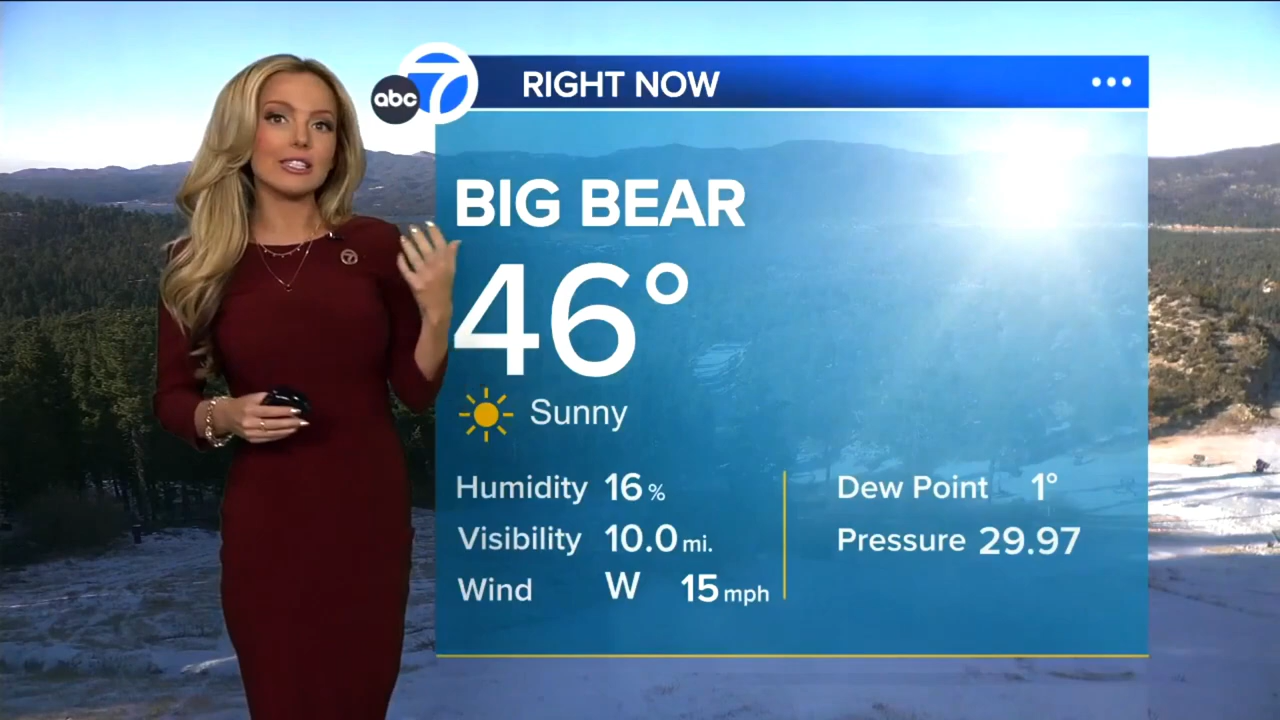 abc 7
RIGHT NOW
BIG BEAR
46°
Sunny
Humidity 16 %
Visibility 10.0 mi.
Wind W 15 mph
Dew Point 1°
Pressure 29.97
7